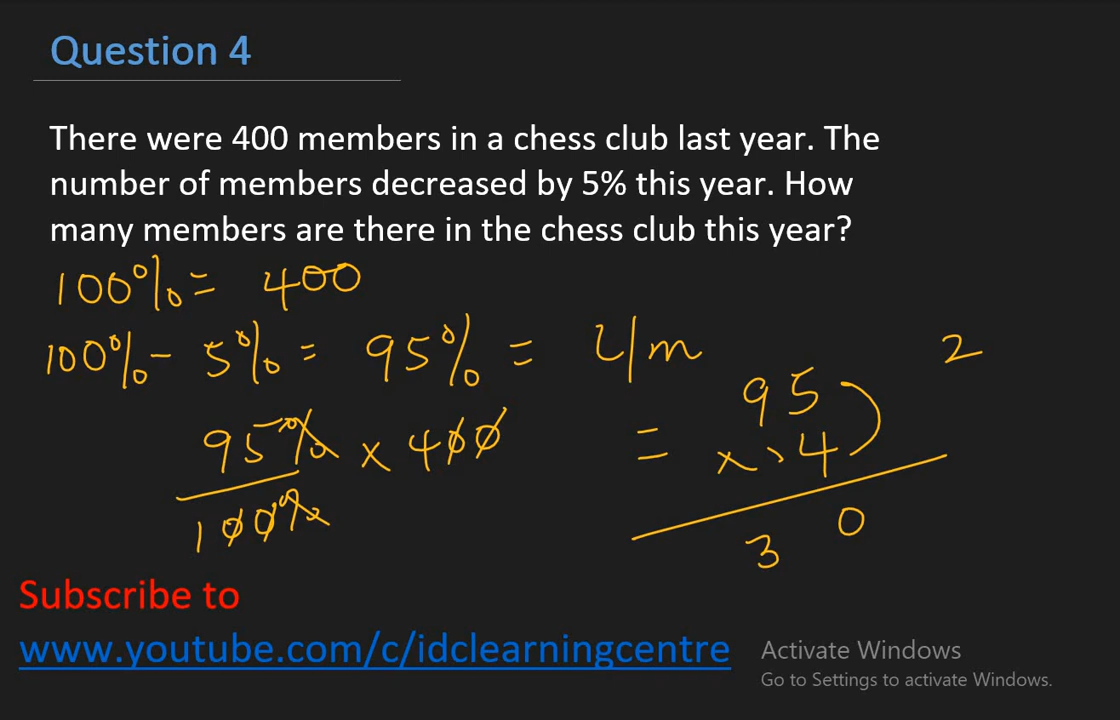 Question 4
There were 400 members in a chess club last year. The
number of members decreased by 5% this year. How
many members are there in the chess club this year?
100% = 400
100% - 5% = 95% = 4/m
95% x 400
100%
2
95
= x 4
3 0
Subscribe to
www.youtube.com/c/idclearningcentre
Activate Windows
Go to Settings to activate Windows.